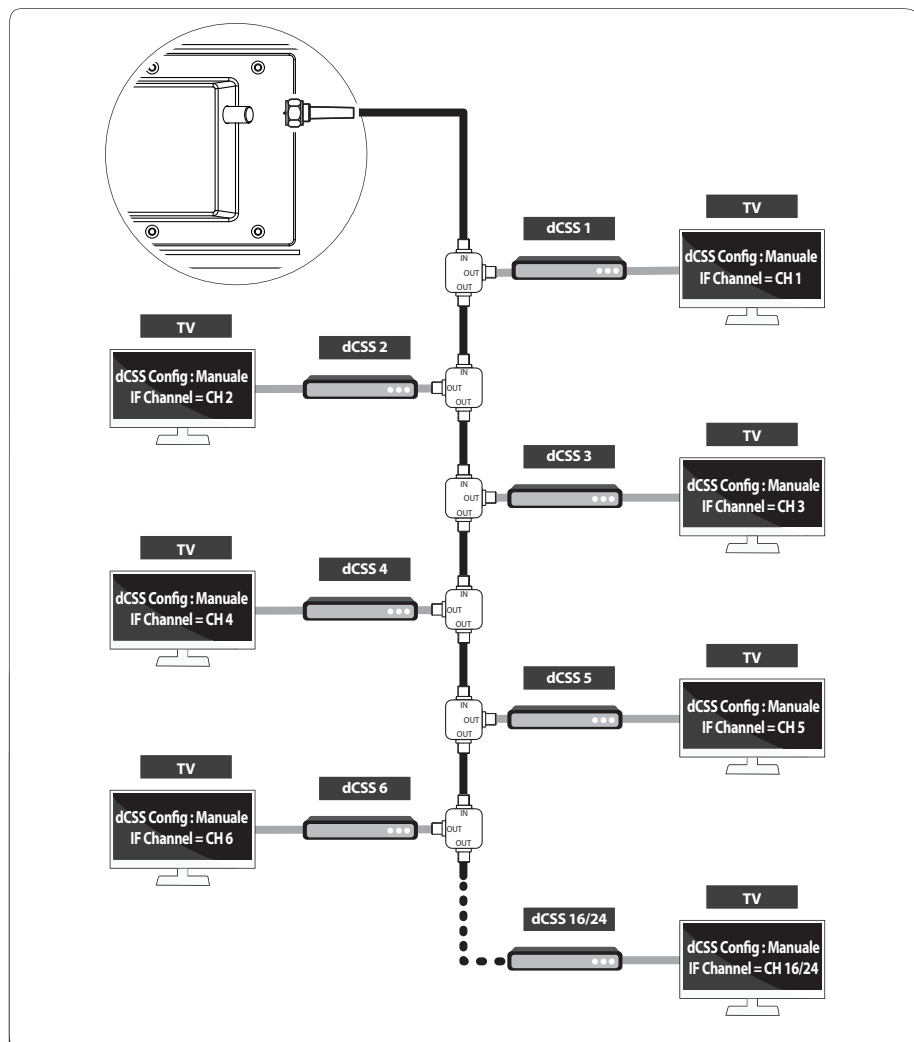 TV
dCSS 1
dCSS Config : Manuale
IF Channel = CH 1
IN
OUT
OUT
TV
dCSS 2
dCSS Config : Manuale
IF Channel = CH 2
IN
OUT
OUT
TV
dCSS 3
dCSS Config : Manuale
IF Channel = CH 3
IN
OUT
OUT
TV
dCSS 4
dCSS Config : Manuale
IF Channel = CH 4
IN
OUT
OUT
TV
dCSS 5
dCSS Config : Manuale
IF Channel = CH 5
IN
OUT
OUT
TV
dCSS 6
dCSS Config : Manuale
IF Channel = CH 6
IN
OUT
OUT
TV
dCSS 16/24
dCSS Config : Manuale
IF Channel = CH 16/24